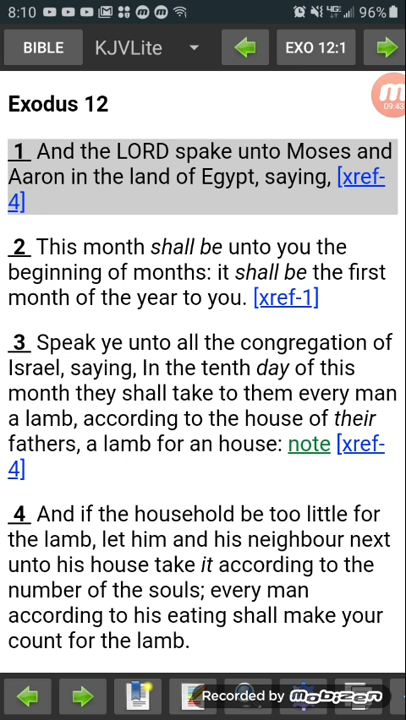 8:10 4G 96%
BIBLE KJVLite EXO 12:1
09:43
Exodus 12
1 And the LORD spake unto Moses and
Aaron in the land of Egypt, saying, [xref-
4]
2 This month shall be unto you the
beginning of months: it shall be the first
month of the year to you. [xref-1]
3 Speak ye unto all the congregation of
Israel, saying, In the tenth day of this
month they shall take to them every man
a lamb, according to the house of their
fathers, a lamb for an house: note [xref-
4]
4 And if the household be too little for
the lamb, let him and his neighbour next
unto his house take it according to the
number of the souls; every man
according to his eating shall make your
count for the lamb.
Recorded by mobizen